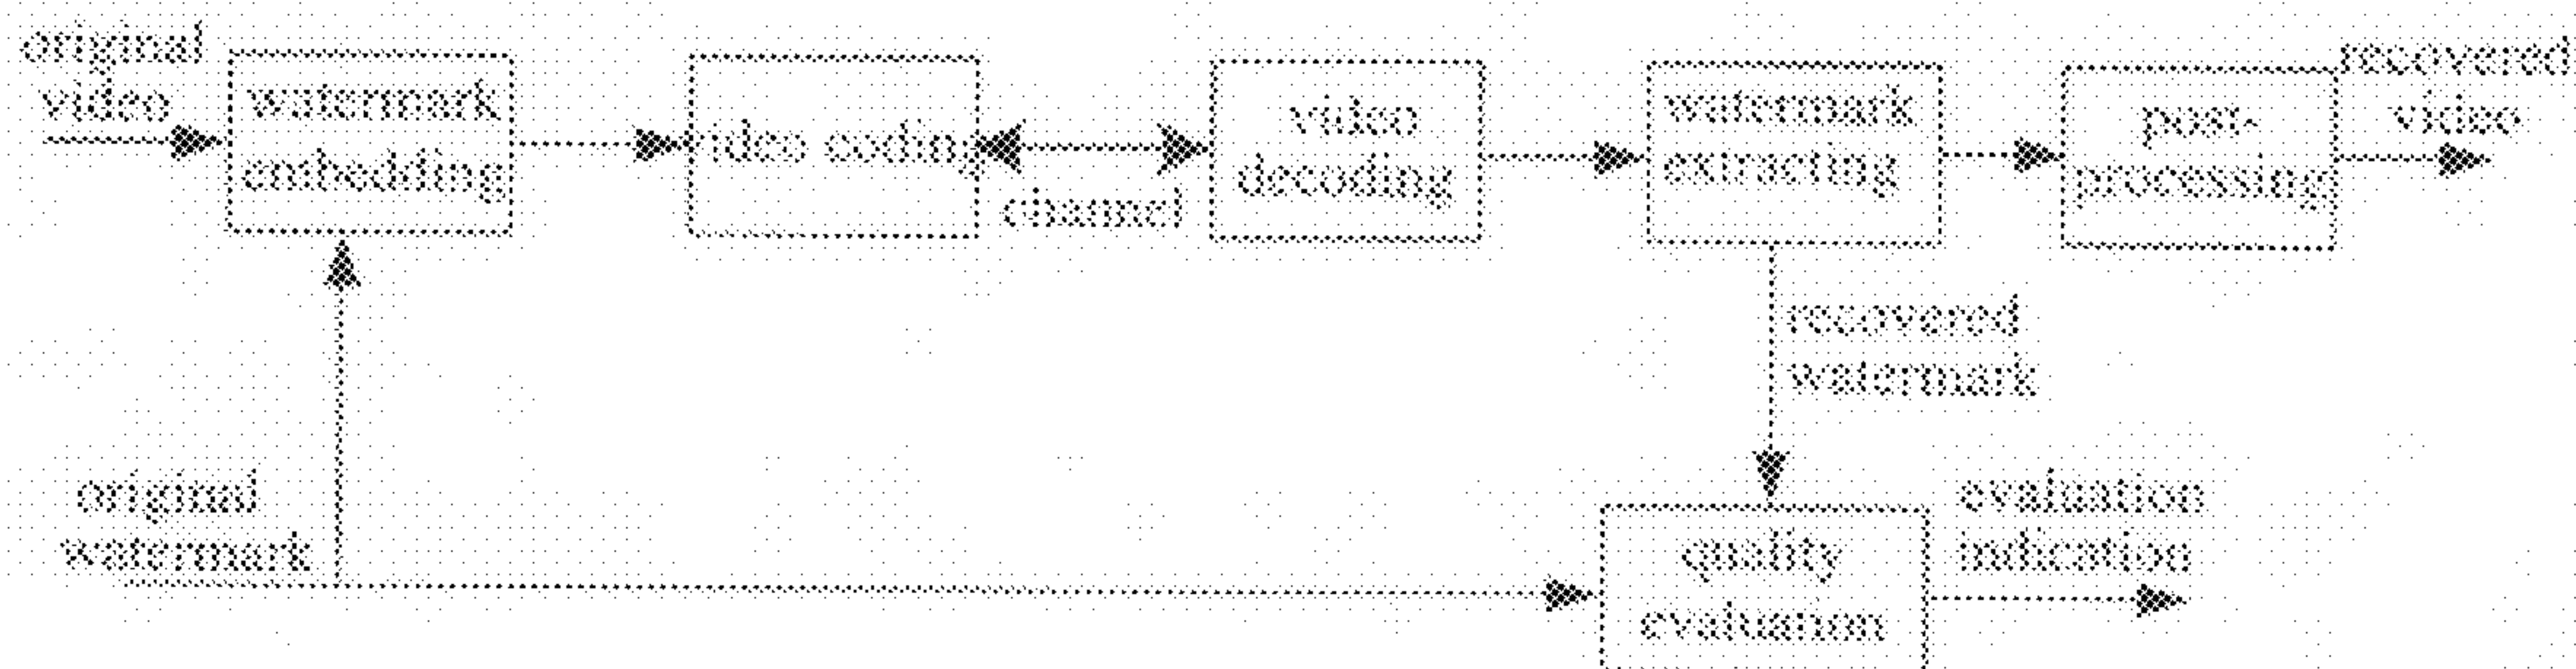 original
video
watermark
embedding
video coding
channel
video
decoding
watermark
extracting
post-
processing
recovered
video
recovered
watermark
original
watermark
quality
evaluation
evaluation
indication